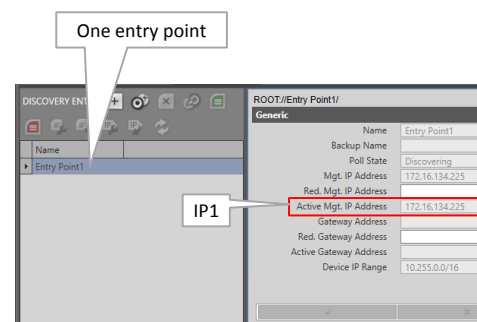 One entry point
DISCOVERY ENT
Name
Entry Point1
IP1
ROOT://Entry Point1/
Generic
Name Entry Point1
Backup Name
Poll State Discovering
Mgt. IP Address 172.16.134.225
Red. Mgt. IP Address
Active Mgt. IP Address 172.16.134.225
Gateway Address
Red. Gateway Address
Active Gateway Address
Device IP Range 10.255.0.0/16